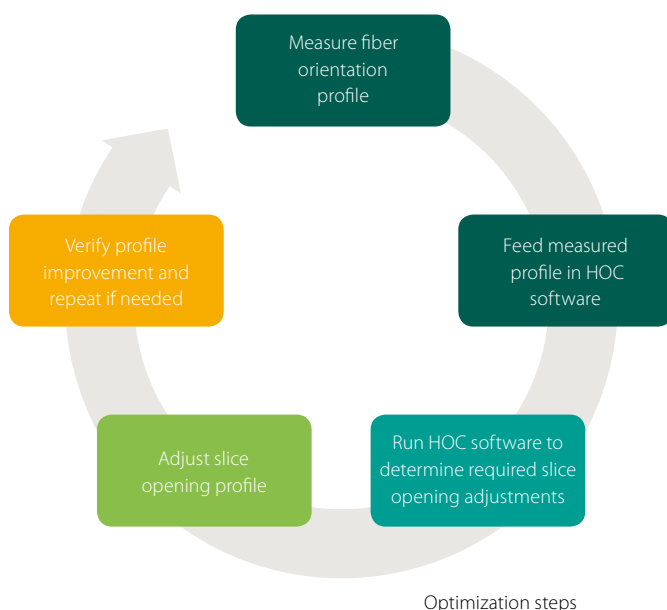 Measure fiber
orientation
profile
Feed measured
profile in HOC
software
Run HOC software to
determine required slice
opening adjustments
Adjust slice
opening profile
Verify profile
improvement and
repeat if needed
Optimization steps